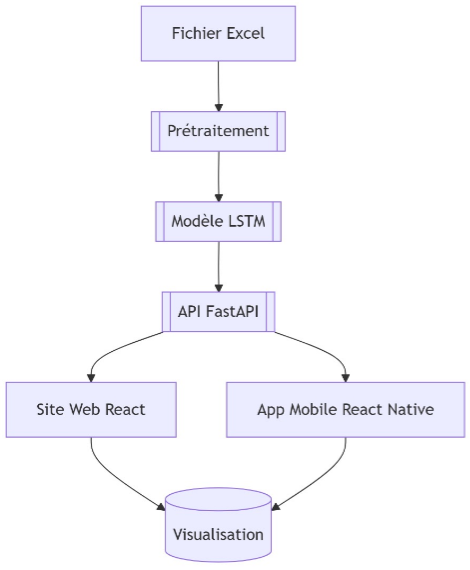 Fichier Excel
Prétraitement
Modèle LSTM
API FastAPI
Site Web React
App Mobile React Native
Visualisation